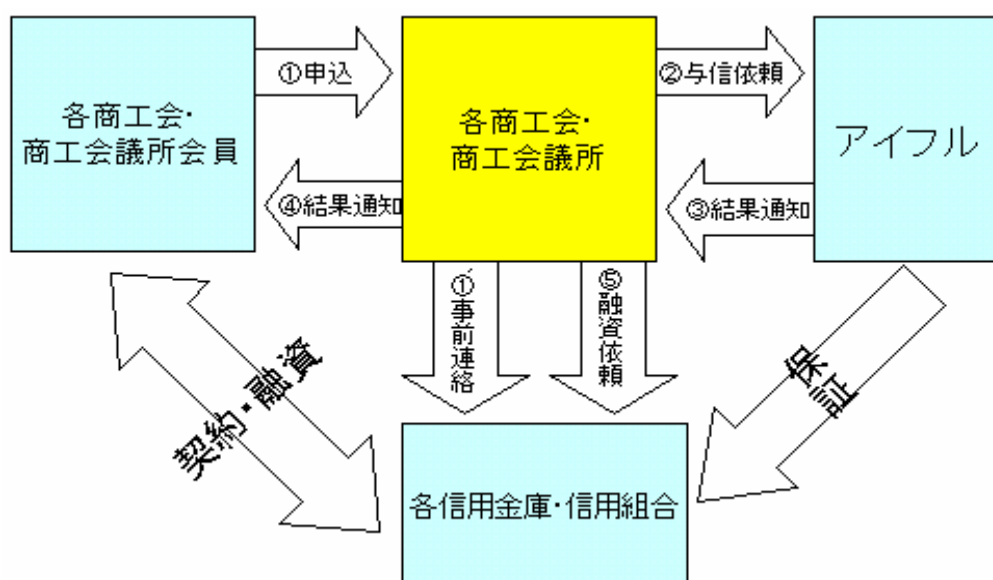 ①申込
②与信依頼
各商工会・
商工会議所会員
各商工会・
商工会議所
アイフル
④結果通知
③結果通知
①事前連絡
⑤融資依頼
契約・融資
保証
各信用金庫・信用組合